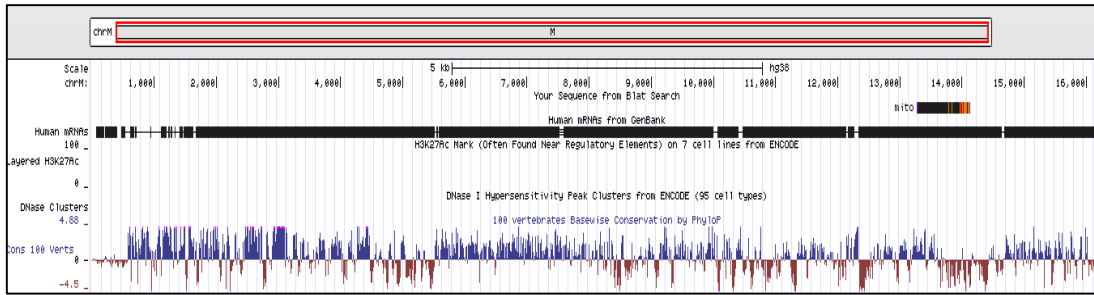 chrM M
Scale 5 kb hg38
chrM: 1,000 2,000 3,000 4,000 5,000 6,000 7,000 8,000 9,000 10,000 11,000 12,000 13,000 14,000 15,000 16,000
Your Sequence from Blat Search
mito
Human mRNAs from GenBank
Human mRNAs
100 _ H3K27Ac Mark (Often Found Near Regulatory Elements) on 7 cell lines from ENCODE
Layered H3K27Ac
0 _
DNase I Hypersensitivity Peak Clusters from ENCODE (95 cell types)
DNase Clusters
4.88 _ 100 vertebrates Basewise Conservation by PhyloP
Cons 100 Verts
0 -
-4.5 _